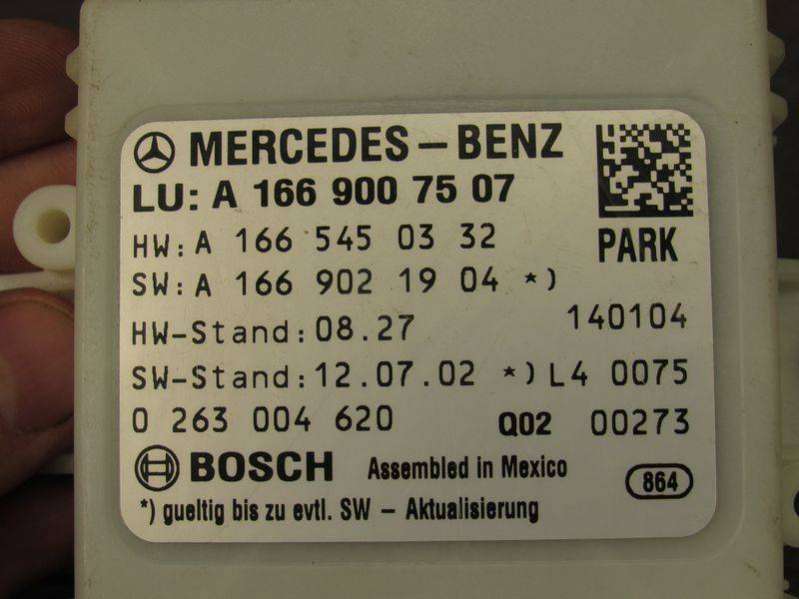 MERCEDES-BENZ
LU: A 166 900 75 07
HW: A 166 545 03 32
PARK
SW: A 166 902 19 04 *)
HW-Stand: 08.27
140104
SW-Stand: 12.07.02 *) L4 0075
0 263 004 620 Q02 00273
BOSCH Assembled in Mexico 864
*) gueltig bis zu evtl. SW - Aktualisierung